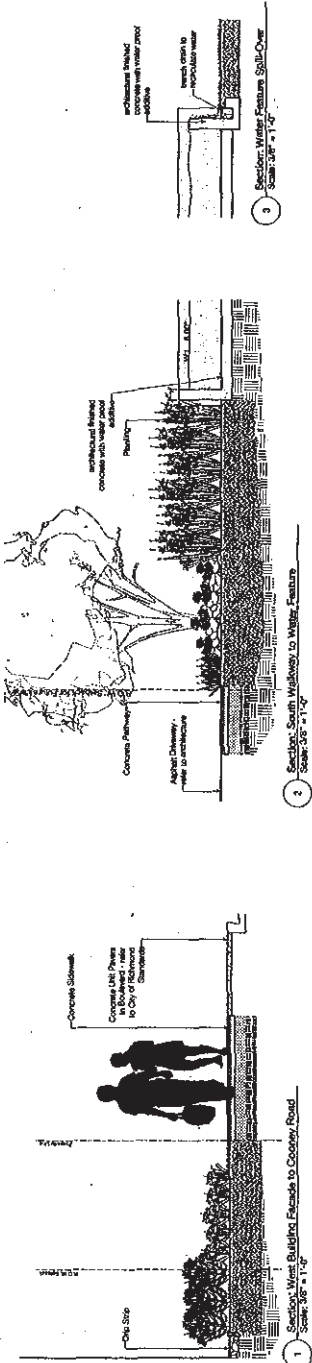 Drip Strip
Concrete Sidewalk
Concrete Unit Pavers
in Boulevard - refer
to City of Richmond
Standards
1
Section: West Building Facade to Cooney Road
Scale: 3/8" = 1'-0"
Concrete Pathway
Asphalt Driveway -
refer to architecture
architectural finished
concrete with water proof
additive
Planting
2
Section: South Walkway to Water Feature
Scale: 3/8" = 1'-0"
architectural finished
concrete with water proof
additive
trench drain to
recirculate water
3
Section: Water Feature Spill-Over
Scale: 3/8" = 1'-0"